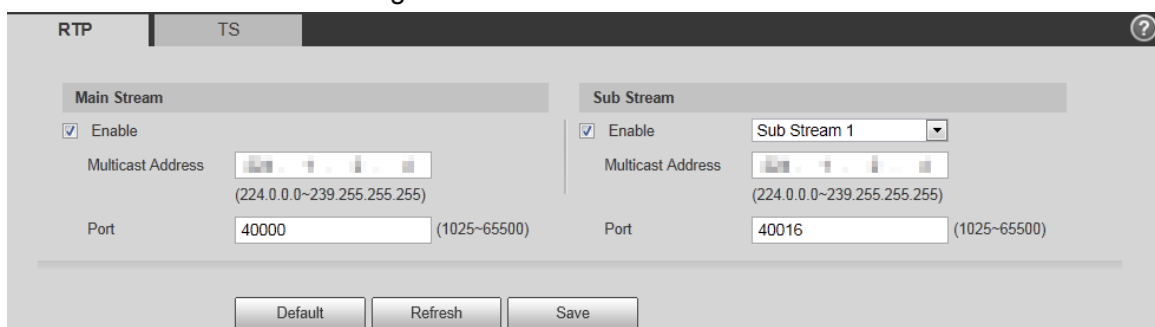 RTP TS ?
Main Stream Sub Stream
Enable Enable Sub Stream 1
Multicast Address Multicast Address
(224.0.0.0~239.255.255.255) (224.0.0.0~239.255.255.255)
Port 40000 (1025~65500) Port 40016 (1025~65500)
Default Refresh Save